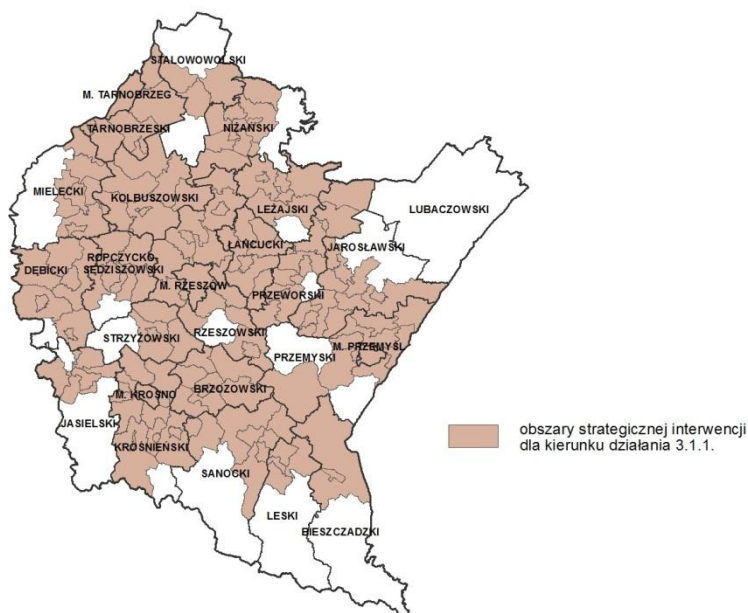 STALOWOWOLSKI
M. TARNOBRZEG
TARNOBRZESKI
NIŻAŃSKI
MIELECKI
KOLBUSZOWSKI
LEŻAJSKI
LUBACZOWSKI
ŁAŃCUCKI
JAROSŁAWSKI
DĘBICKI
ROPCZYCKO-
SĘDZISZOWSKI
M. RZESZÓW
PRZEWORSKI
STRZYŻOWSKI
RZESZOWSKI
PRZEMYSKI
M. PRZEMYŚL
JASIELSKI
M. KROSNO
BRZOZOWSKI
KROŚNIEŃSKI
SANOCKI
LESKI
BIESZCZADZKI
obszary strategicznej interwencji
dla kierunku działania 3.1.1.